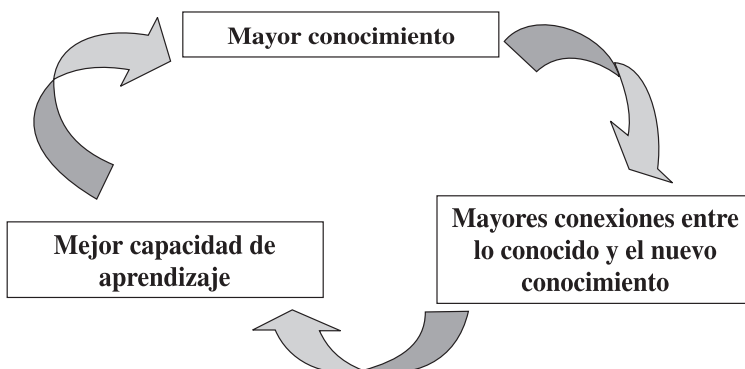 Mayor conocimiento
Mayores conexiones entre
lo conocido y el nuevo
conocimiento
Mejor capacidad de
aprendizaje